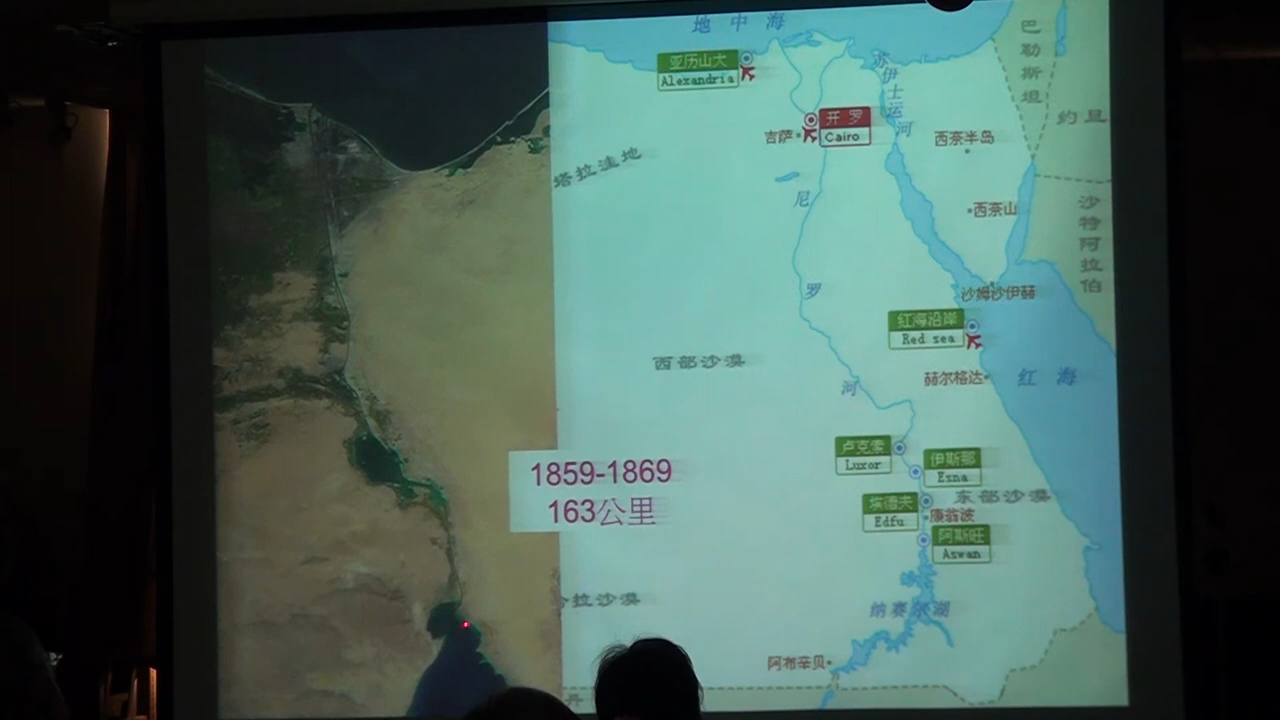 地中海
巴勒斯坦
亚历山大
Alexandria
苏伊士运河
约旦
开罗
Cairo
吉萨
西奈半岛
塔拉洼地
尼罗河
西奈山
沙特阿拉伯
沙姆沙伊赫
红海沿岸
Red sea
西部沙漠
赫尔格达
红海
卢克索
Luxor
伊斯那
Esna
1859-1869
163公里
埃德夫
Edfu
东部沙漠
康翁波
阿斯旺
Aswan
拉沙漠
纳赛尔湖
阿布辛贝